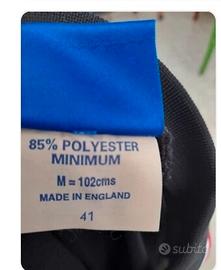 85% POLYESTER
MINIMUM
M = 102cms
MADE IN ENGLAND
41
subito